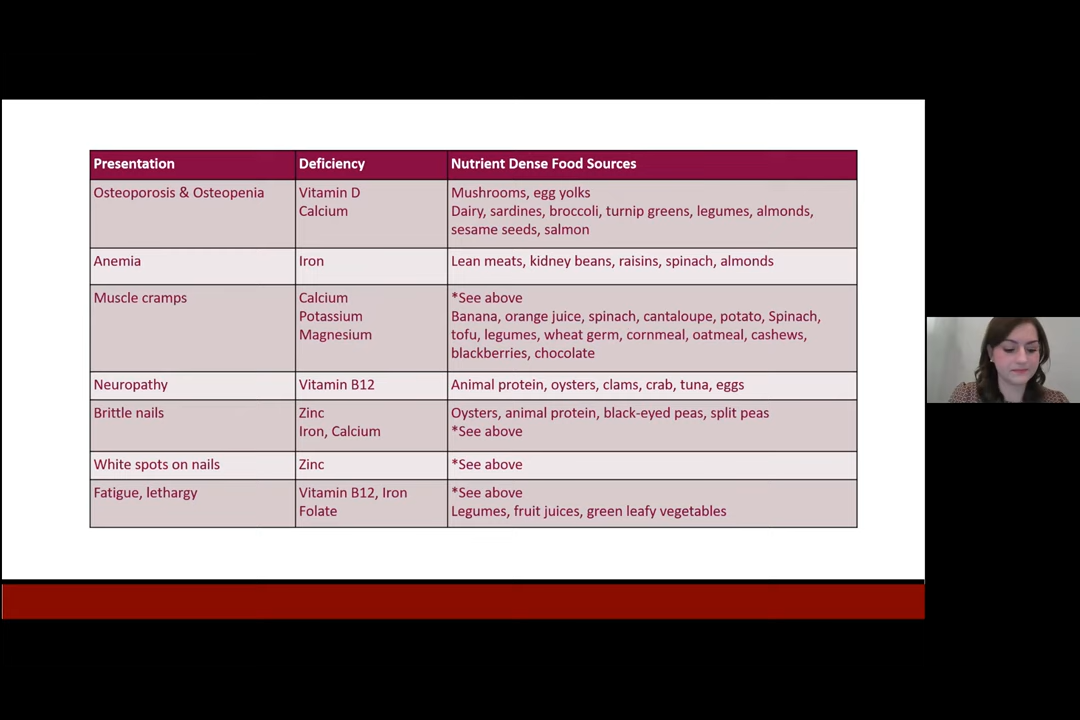 Presentation Deficiency Nutrient Dense Food Sources
Osteoporosis & Osteopenia Vitamin D Mushrooms, egg yolks
Calcium Dairy, sardines, broccoli, turnip greens, legumes, almonds,
sesame seeds, salmon
Anemia Iron Lean meats, kidney beans, raisins, spinach, almonds
Muscle cramps Calcium *See above
Potassium Banana, orange juice, spinach, cantaloupe, potato, Spinach,
Magnesium tofu, legumes, wheat germ, cornmeal, oatmeal, cashews,
blackberries, chocolate
Neuropathy Vitamin B12 Animal protein, oysters, clams, crab, tuna, eggs
Brittle nails Zinc Oysters, animal protein, black-eyed peas, split peas
Iron, Calcium *See above
White spots on nails Zinc *See above
Fatigue, lethargy Vitamin B12, Iron *See above
Folate Legumes, fruit juices, green leafy vegetables